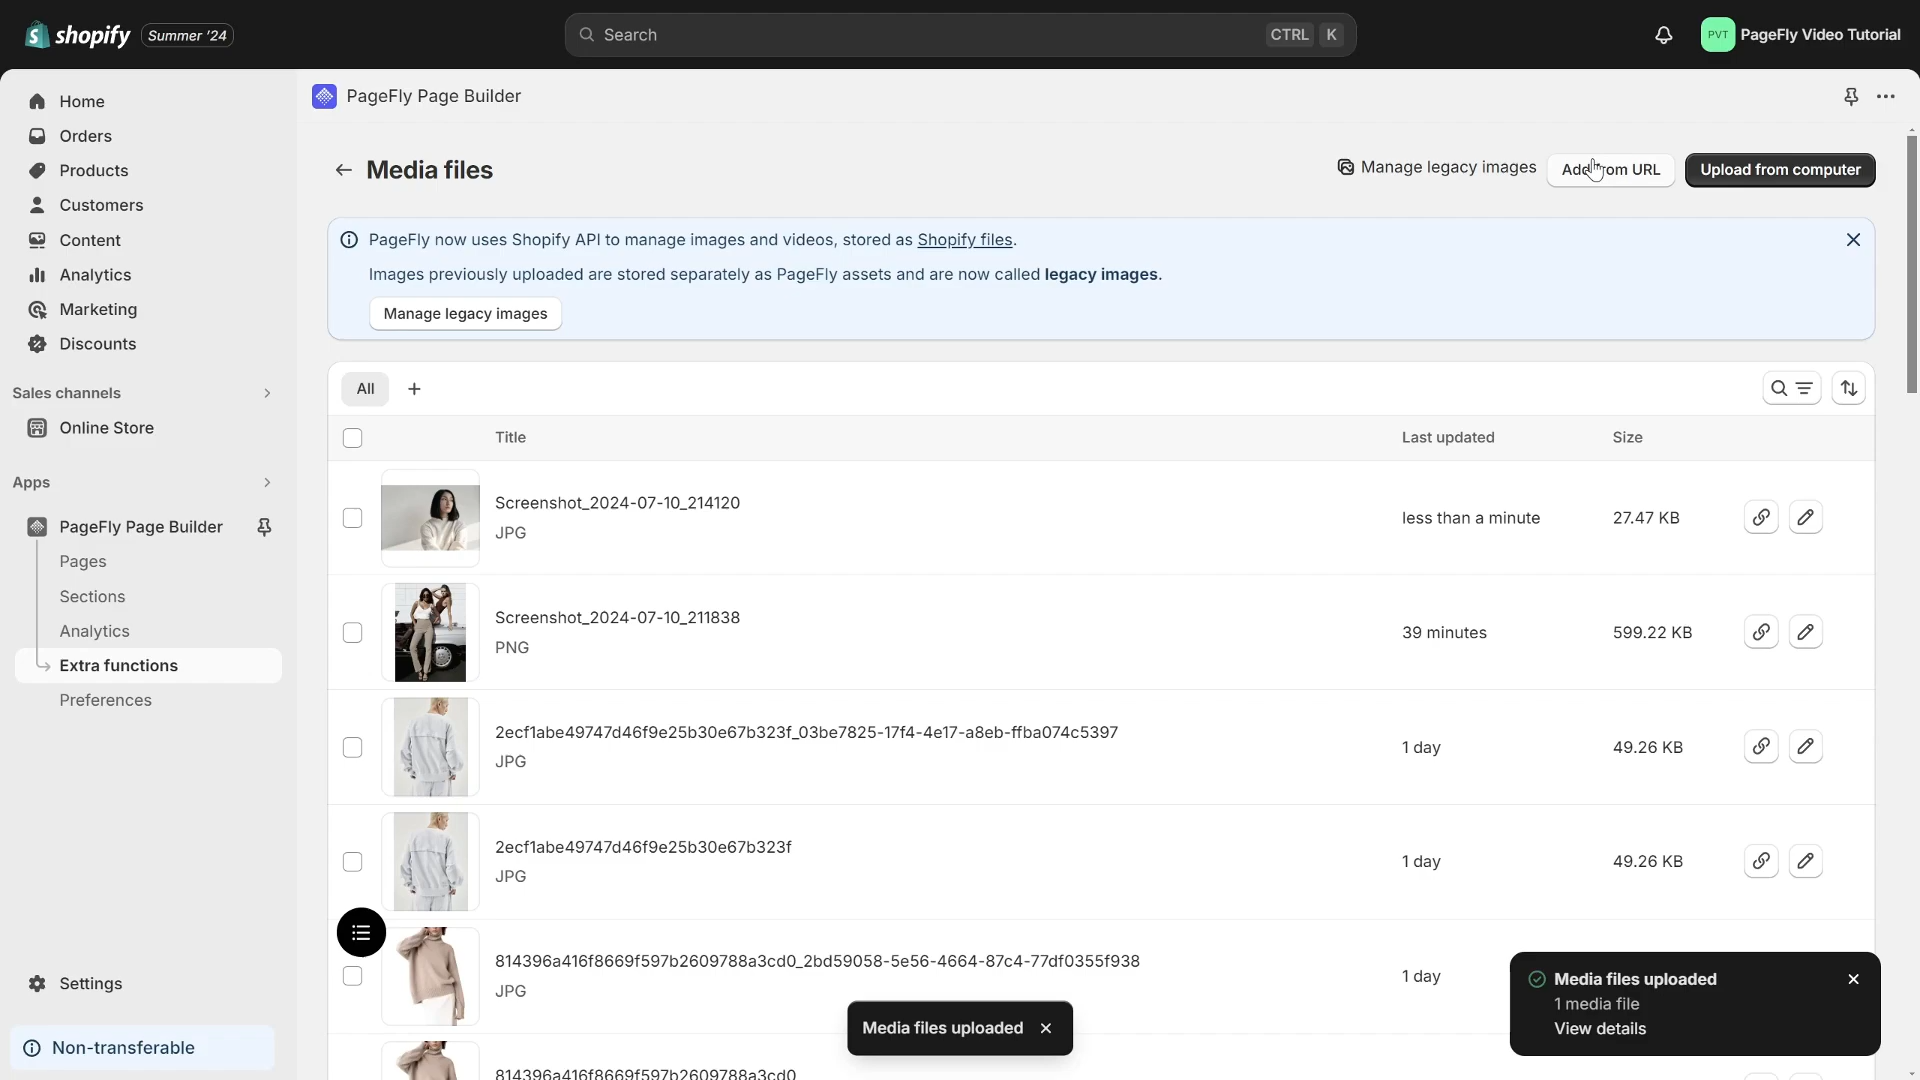 shopify Summer '24
Search CTRL K
PVT PageFly Video Tutorial
Home
Orders
Products
Customers
Content
Analytics
Marketing
Discounts
Sales channels
Online Store
Apps
PageFly Page Builder
Pages
Sections
Analytics
Extra functions
Preferences
Settings
Non-transferable
PageFly Page Builder
Media files
Manage legacy images
Add from URL
Upload from computer
PageFly now uses Shopify API to manage images and videos, stored as Shopify files.
Images previously uploaded are stored separately as PageFly assets and are now called legacy images.
Manage legacy images
All
Title Last updated Size
Screenshot_2024-07-10_214120
JPG
less than a minute 27.47 KB
Screenshot_2024-07-10_211838
PNG
39 minutes 599.22 KB
2ecf1abe49747d46f9e25b30e67b323f_03be7825-17f4-4e17-a8eb-ffba074c5397
JPG
1 day 49.26 KB
2ecf1abe49747d46f9e25b30e67b323f
JPG
1 day 49.26 KB
814396a416f8669f597b2609788a3cd0_2bd59058-5e56-4664-87c4-77df0355f938
JPG
1 day
814396a416f8669f597b2609788a3cd0
Media files uploaded
Media files uploaded
1 media file
View details